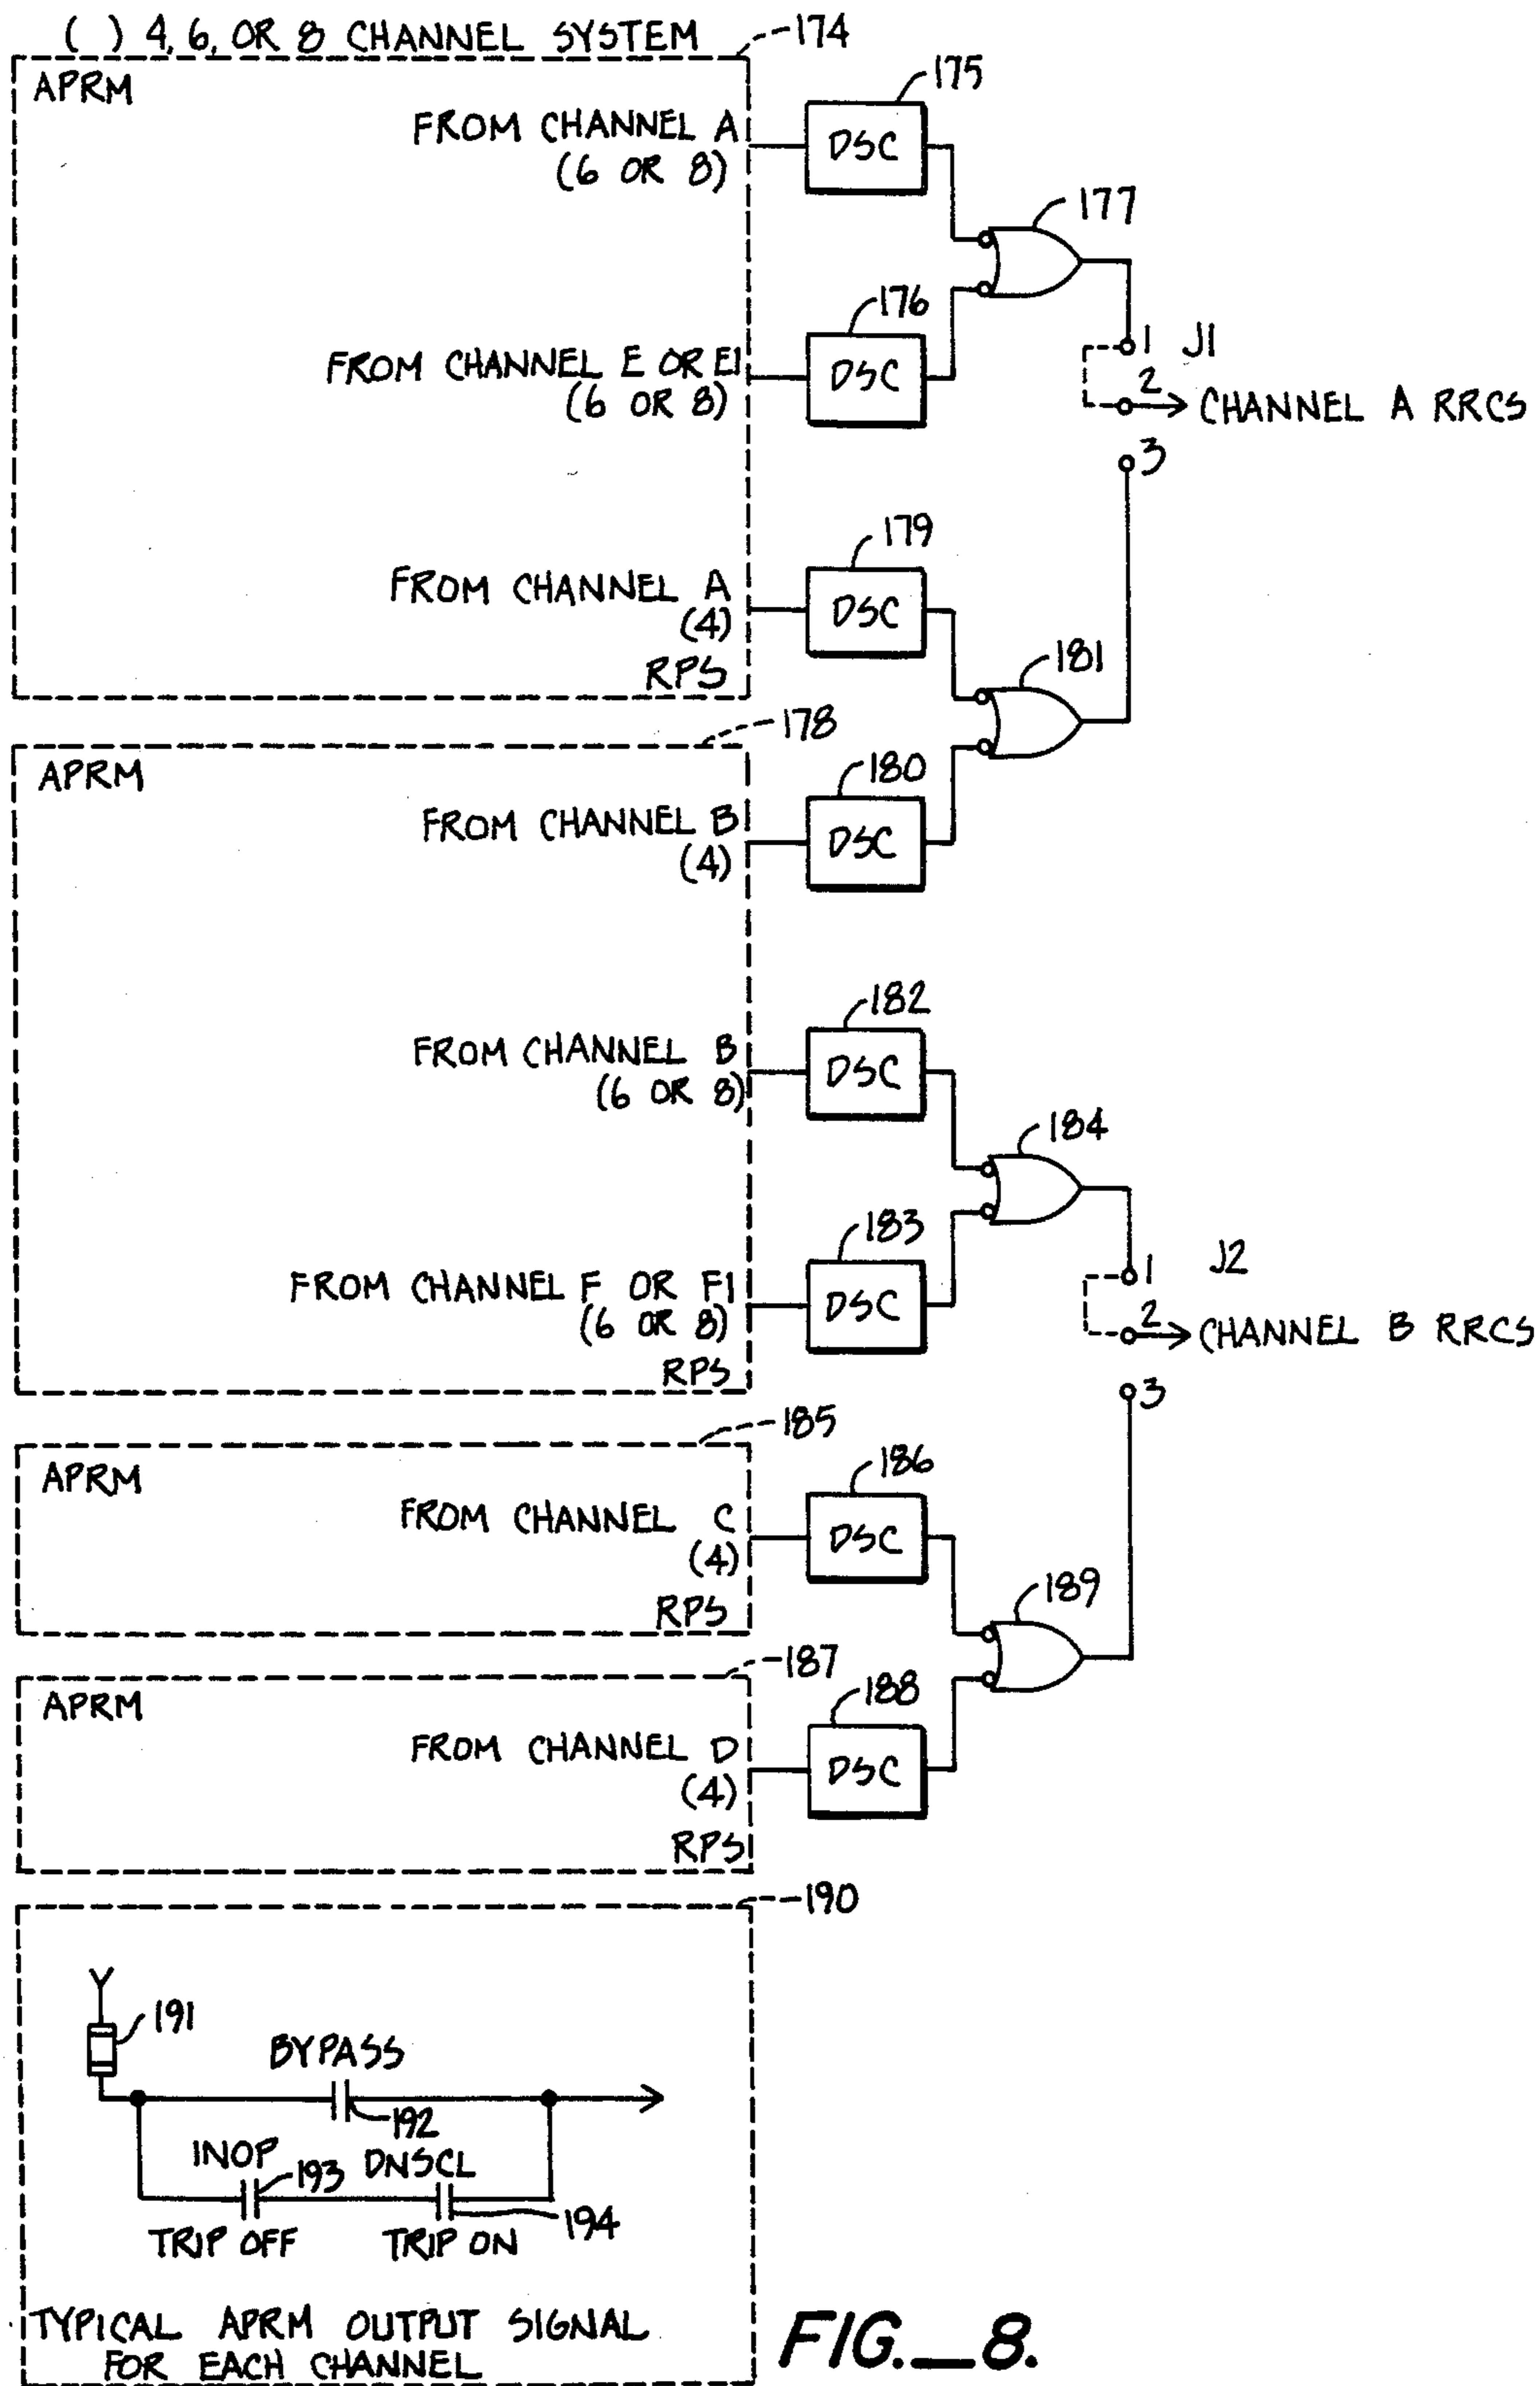 ( ) 4, 6, OR 8 CHANNEL SYSTEM
174
APRM
175
FROM CHANNEL A
(6 OR 8)
DSC
177
176
FROM CHANNEL E OR E1
(6 OR 8)
DSC
1 J1
2
CHANNEL A RRCS
3
179
FROM CHANNEL A
(4)
DSC
RPS
181
178
APRM
180
FROM CHANNEL B
(4)
DSC
182
FROM CHANNEL B
(6 OR 8)
DSC
184
183
FROM CHANNEL F OR F1
(6 OR 8)
DSC
RPS
1 J2
2
CHANNEL B RRCS
3
185
APRM
186
FROM CHANNEL C
(4)
DSC
RPS
189
187
APRM
188
FROM CHANNEL D
(4)
DSC
RPS
190
191
BYPASS
192
INOP
193
DNSCL
194
TRIP OFF
TRIP ON
TYPICAL APRM OUTPUT SIGNAL
FOR EACH CHANNEL
FIG._8.